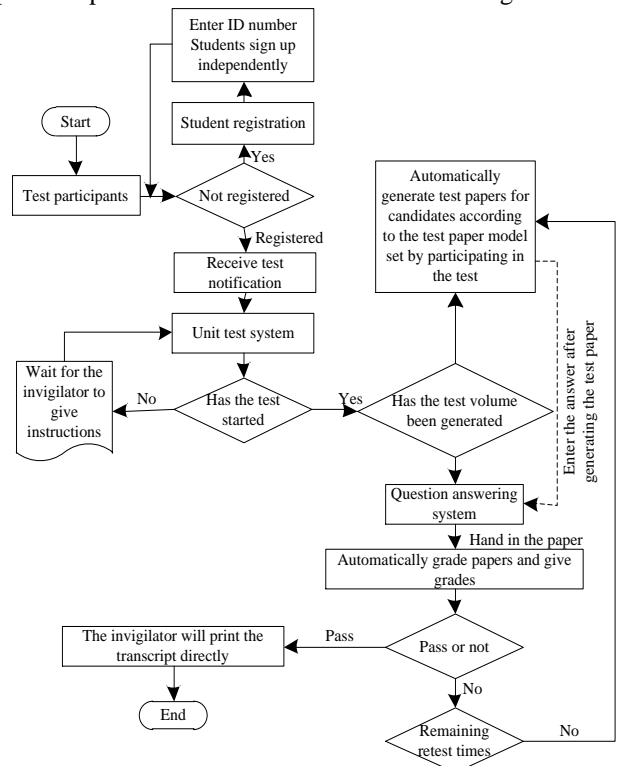 Enter ID number
Students sign up
independently
Start
Student registration
Yes
Test participants
Not registered
Automatically
generate test papers for
candidates according
to the test paper model
set by participating in
the test
Registered
Receive test
notification
Unit test system
Wait for the
invigilator to
give
instructions
No
Has the test
started
Yes
Has the test volume
been generated
Enter the answer after
generating the test paper
Question answering
system
Hand in the paper
Automatically grade papers and give
grades
The invigilator will print the
transcript directly
Pass
Pass or not
End
No
Remaining
retest times
No